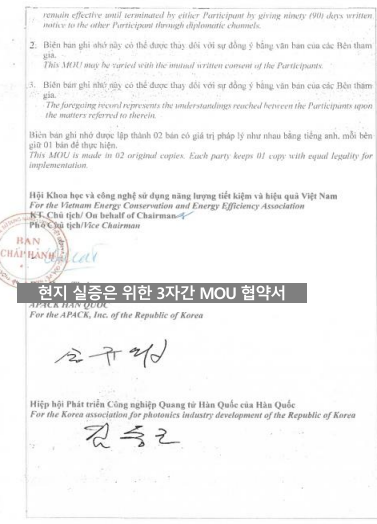 remain effective until terminated by either Participant by giving ninety (90) days written
notice to the other Participant through diplomatic channels.
2. Biên bản ghi nhớ này có thể được thay đổi với sự đồng ý bằng văn bản của các Bên tham
gia.
This MOU may be varied with the mutual written consent of the Participants.
3. Biên bản ghi nhớ này có thể được thay đổi với sự đồng ý bằng văn bản của các Bên tham
gia.
The foregoing record represents the understandings reached between the Participants upon
the matters referred to therein.
Biên bản ghi nhớ được lập thành 02 bản có giá trị pháp lý như nhau bằng tiếng anh, mỗi bên
giữ 01 bản để thực hiện.
This MOU is made in 02 original copies. Each party keeps 01 copy with equal legality for
implementation.
Hội Khoa học và công nghệ sử dụng năng lượng tiết kiệm và hiệu quả Việt Nam
For the Vietnam Energy Conservation and Energy Efficiency Association
KT. Chủ tịch/ On behalf of Chairman
Phó Chủ tịch/Vice Chairman
BAN
CHẤP HÀNH
현지 실증은 위한 3자간 MOU 협약서
APACK HÀN QUỐC
For the APACK, Inc. of the Republic of Korea
Hiệp hội Phát triển Công nghiệp Quang tử Hàn Quốc của Hàn Quốc
For the Korea association for photonics industry development of the Republic of Korea